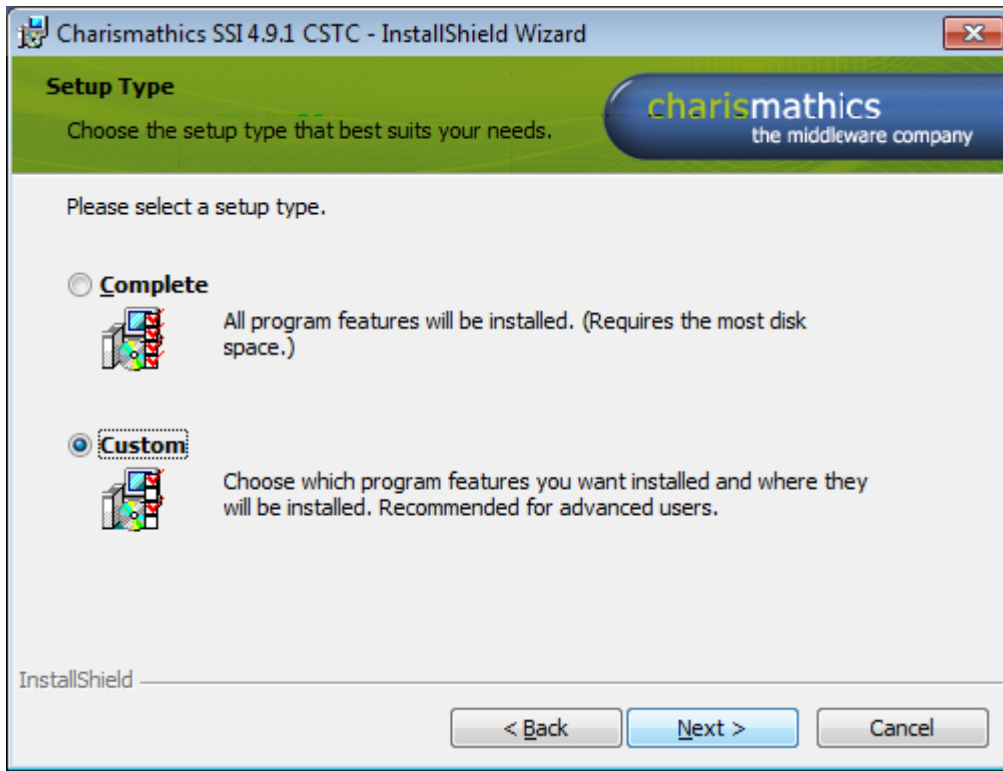 Charismathics SSI 4.9.1 CSTC - InstallShield Wizard
Setup Type
Choose the setup type that best suits your needs.
charismathics
the middleware company
Please select a setup type.
Complete
All program features will be installed. (Requires the most disk
space.)
Custom
Choose which program features you want installed and where they
will be installed. Recommended for advanced users.
InstallShield
< Back
Next >
Cancel